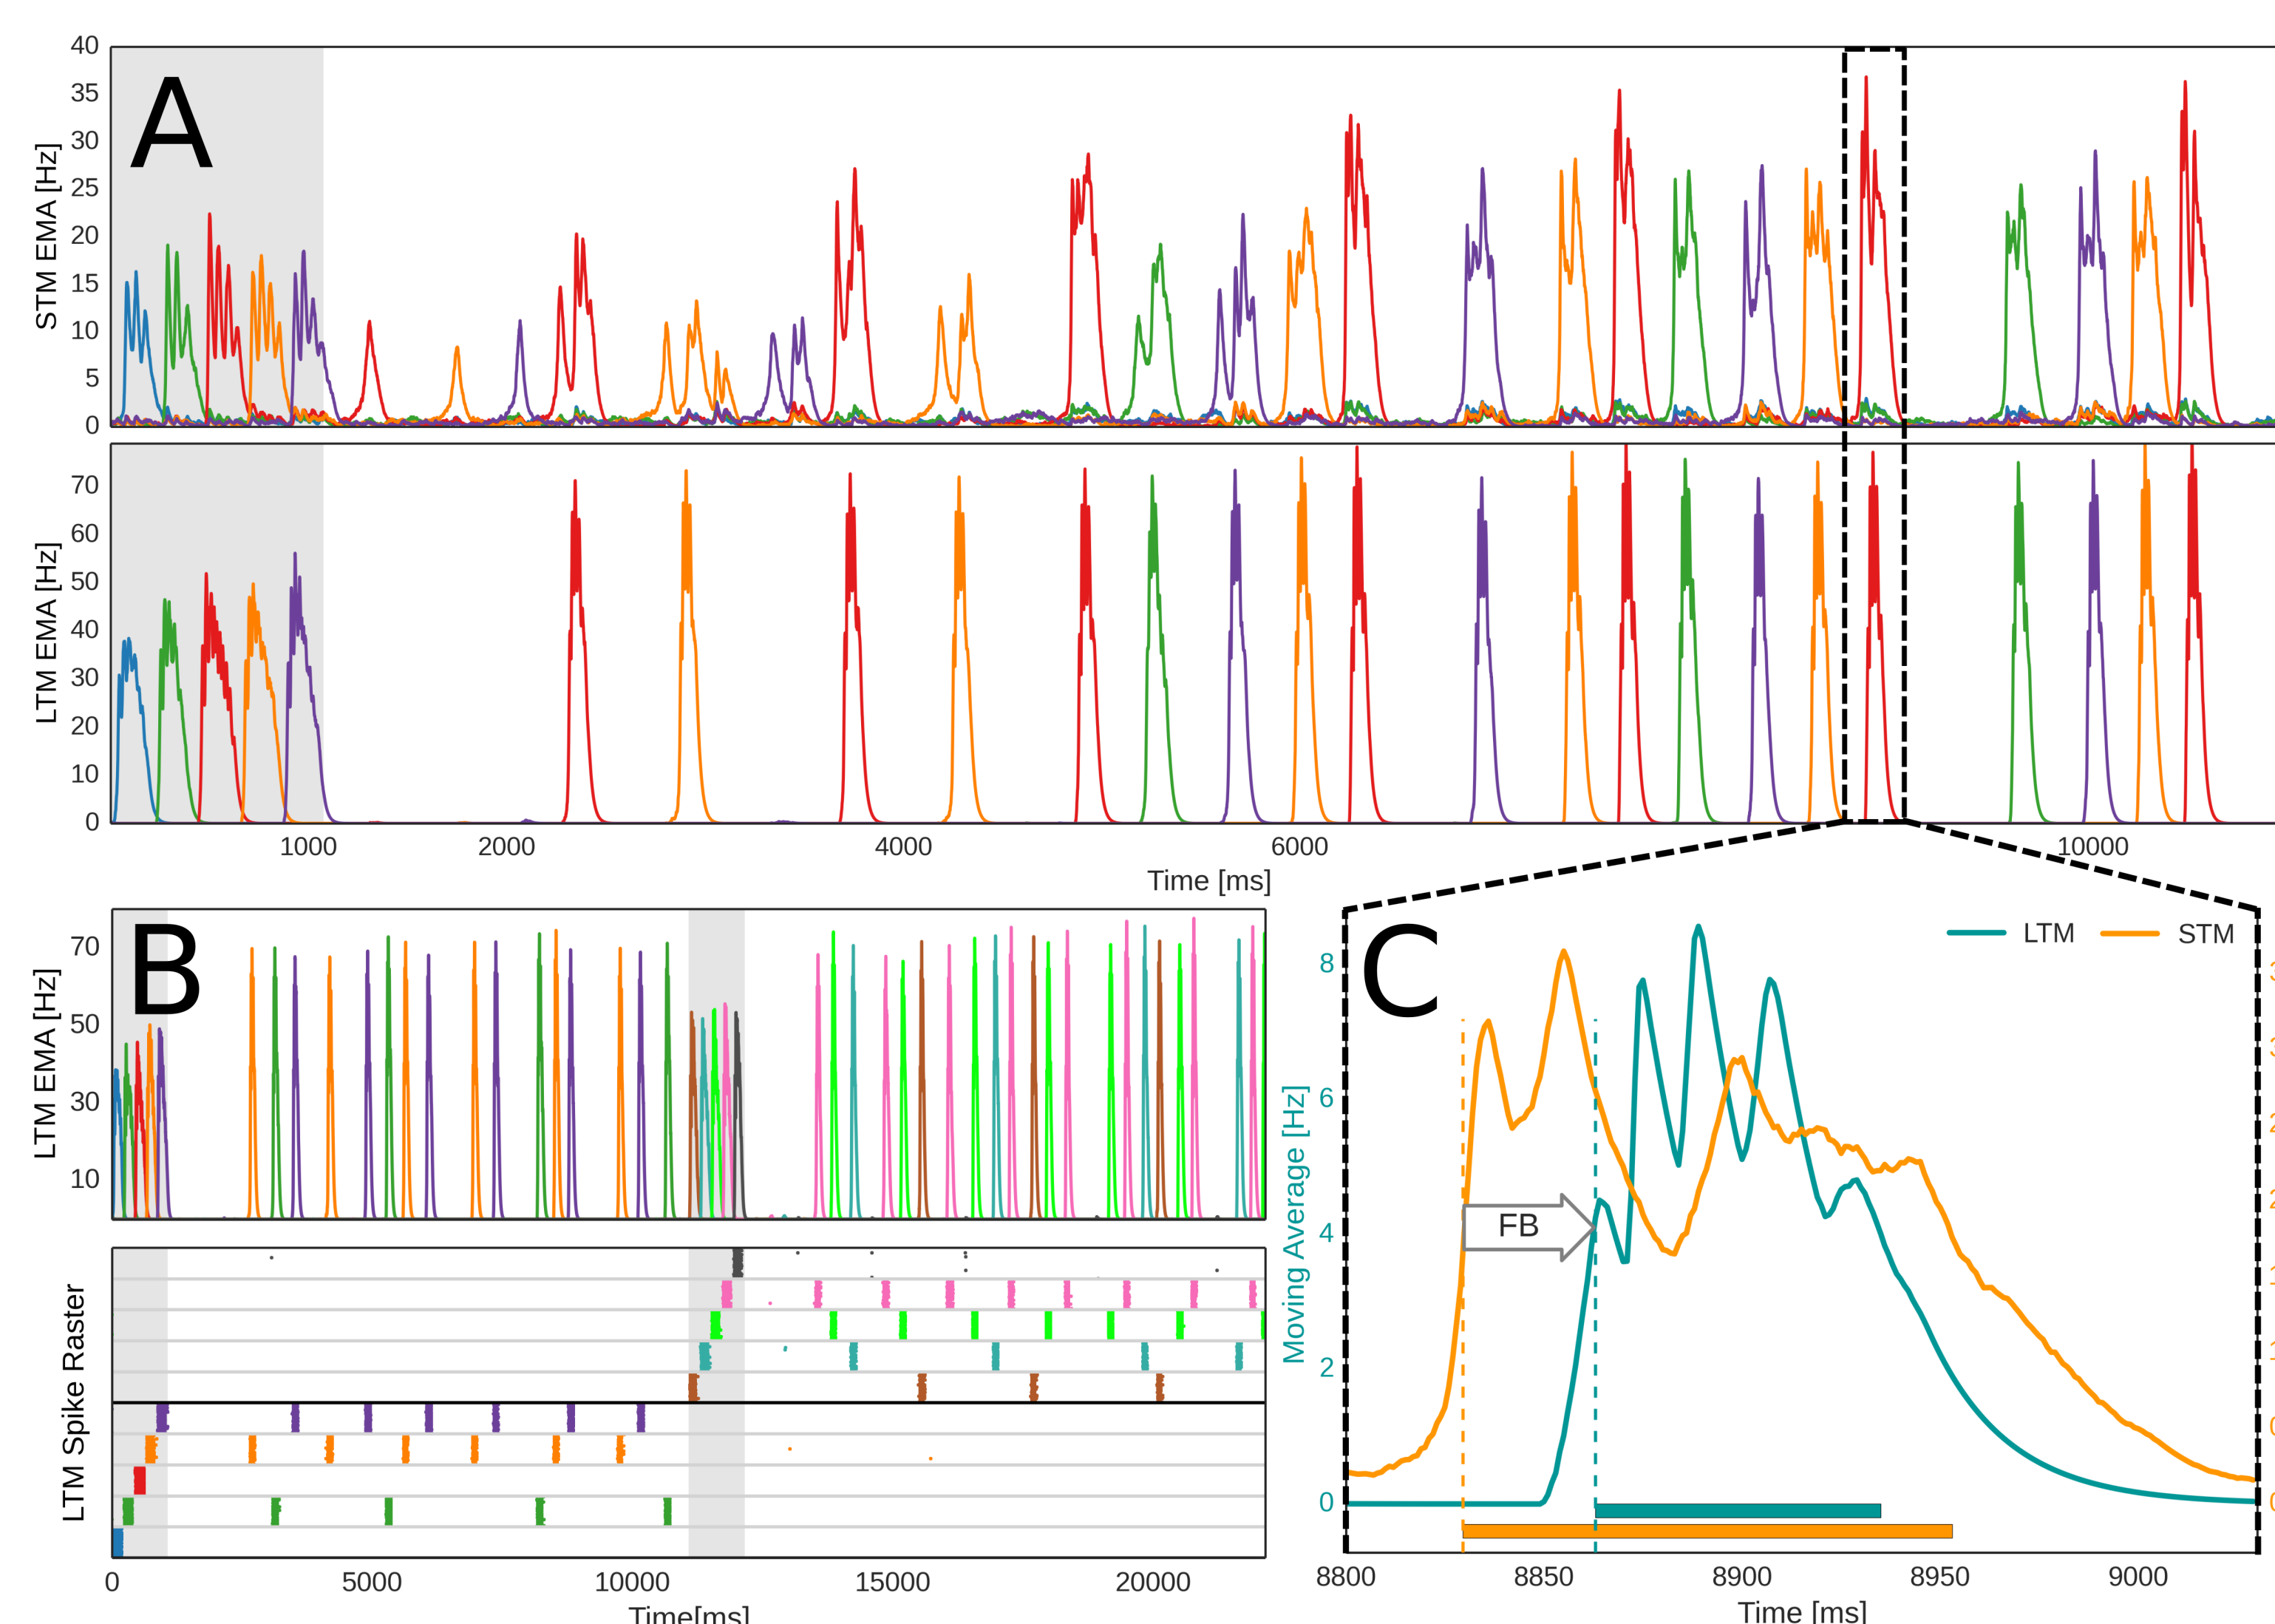 A
STM EMA [Hz]
40
35
30
25
20
15
10
5
0
LTM EMA [Hz]
70
60
50
40
30
20
10
0
1000 2000 4000 6000 10000
Time [ms]
B
LTM EMA [Hz]
70
50
30
10
LTM Spike Raster
0 5000 10000 15000 20000
Time[ms]
C
LTM STM
Moving Average [Hz]
8
6
4
2
0
FB
8800 8850 8900 8950 9000
Time [ms]